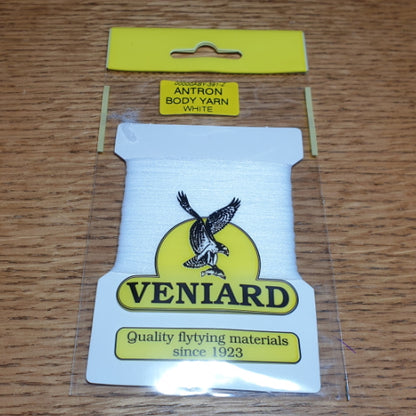 ANTRON
BODY YARN
WHITE
VENIARD
Quality flytying materials
since 1923